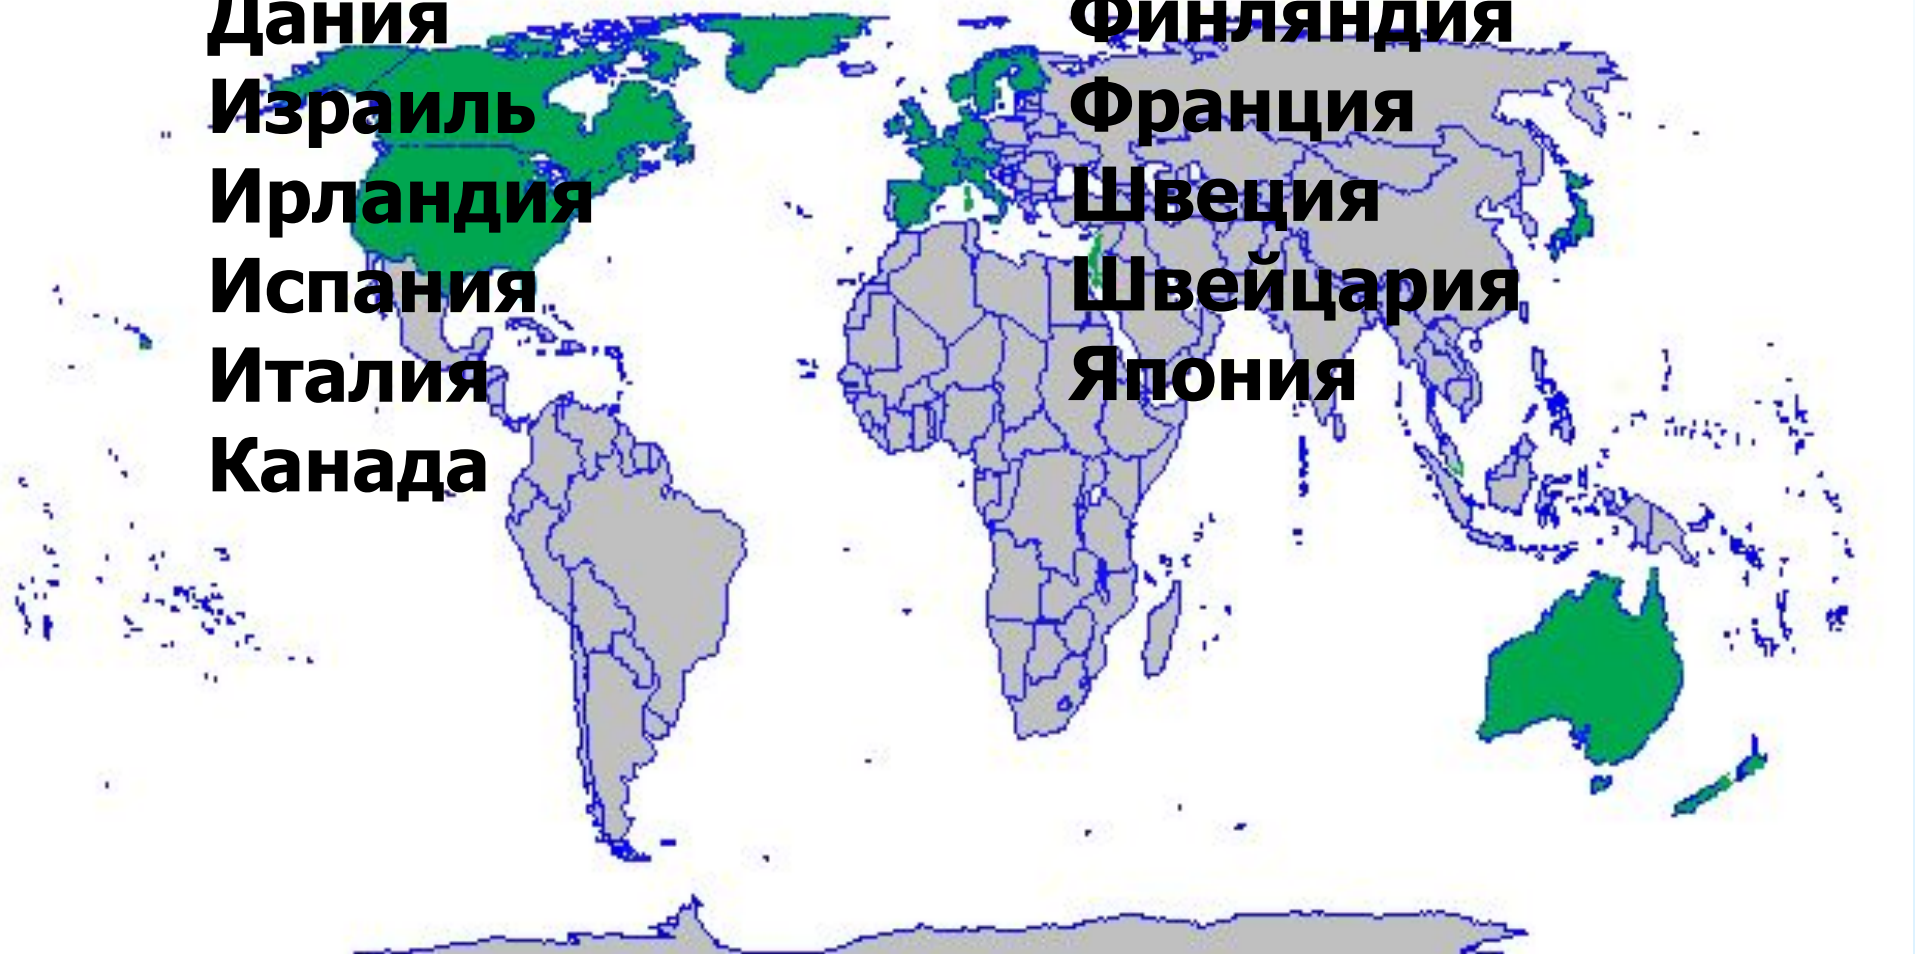 Дания
Израиль
Ирландия
Испания
Италия
Канада
Финляндия
Франция
Швеция
Швейцария
Япония